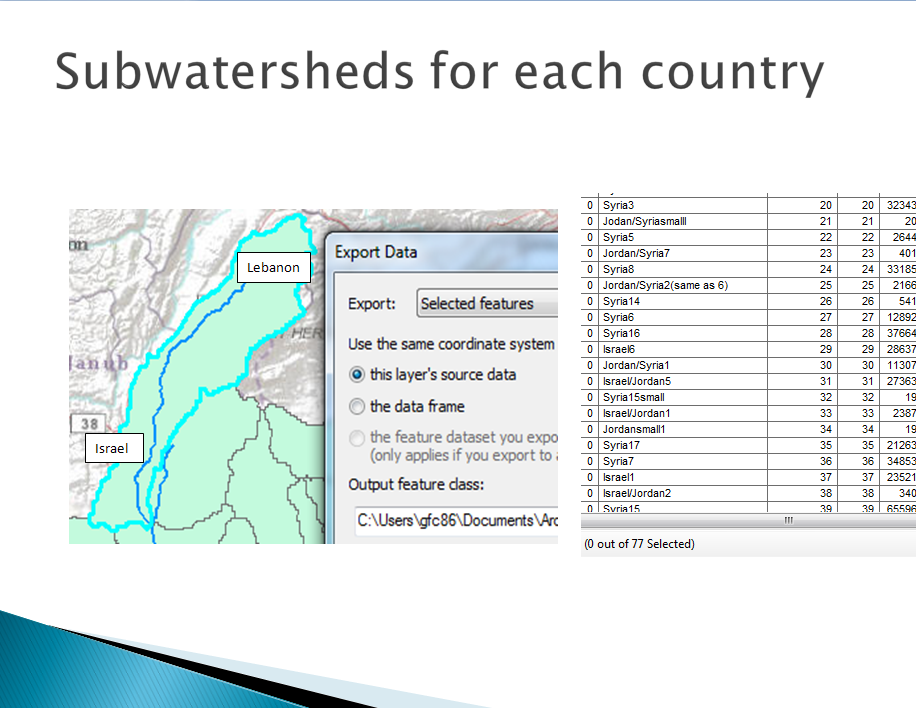 Subwatersheds for each country
on
Lebanon
HER
Janub
38
Israel
Export Data
Export: Selected features
Use the same coordinate system
this layer's source data
the data frame
the feature dataset you expo
(only applies if you export to a
Output feature class:
C:\Users\gfc86\Documents\Arc
0 Syria3 20 20 32343
0 Jodan/Syriasmalll 21 21 20
0 Syria5 22 22 2644
0 Jordan/Syria7 23 23 401
0 Syria8 24 24 33185
0 Jordan/Syria2(same as 6) 25 25 2166
0 Syria14 26 26 541
0 Syria6 27 27 12892
0 Syria16 28 28 37664
0 Israel6 29 29 28637
0 Jordan/Syria1 30 30 11307
0 Israel/Jordan5 31 31 27363
0 Syria15small 32 32 19
0 Israel/Jordan1 33 33 2387
0 Jordansmall1 34 34 19
0 Syria17 35 35 21263
0 Syria7 36 36 34853
0 Israel1 37 37 23521
0 Israel/Jordan2 38 38 340
0 Syria15 39 39 65596
(0 out of 77 Selected)